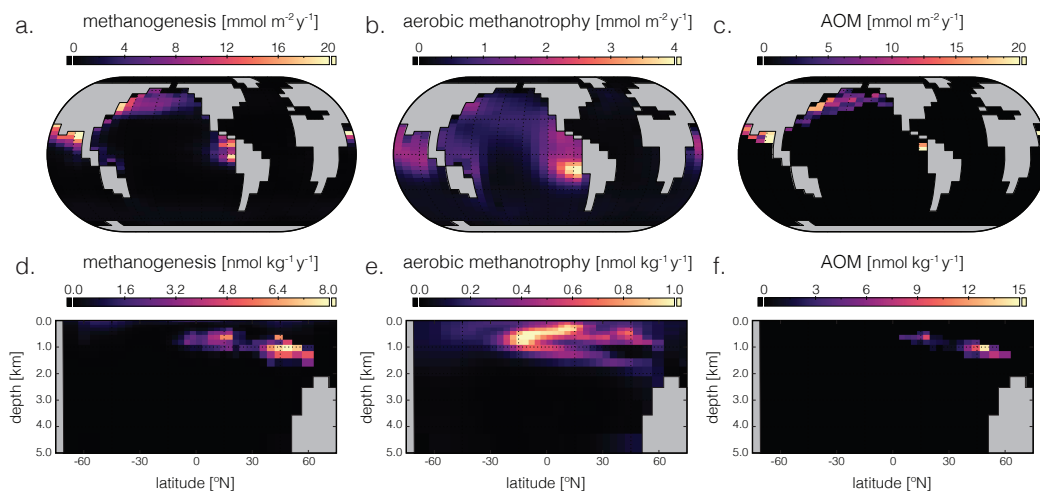 a. methanogenesis [mmol m⁻² y⁻¹]
0 4 8 12 16 20
b. aerobic methanotrophy [mmol m⁻² y⁻¹]
0 1 2 3 4
c. AOM [mmol m⁻² y⁻¹]
0 5 10 15 20
d. methanogenesis [nmol kg⁻¹ y⁻¹]
0.0 1.6 3.2 4.8 6.4 8.0
e. aerobic methanotrophy [nmol kg⁻¹ y⁻¹]
0.0 0.2 0.4 0.6 0.8 1.0
f. AOM [nmol kg⁻¹ y⁻¹]
0 3 6 9 12 15
depth [km]
0.0
1.0
2.0
3.0
4.0
5.0
-60 -30 0 30 60
latitude [°N]
depth [km]
0.0
1.0
2.0
3.0
4.0
5.0
-60 -30 0 30 60
latitude [°N]
depth [km]
0.0
1.0
2.0
3.0
4.0
5.0
-60 -30 0 30 60
latitude [°N]